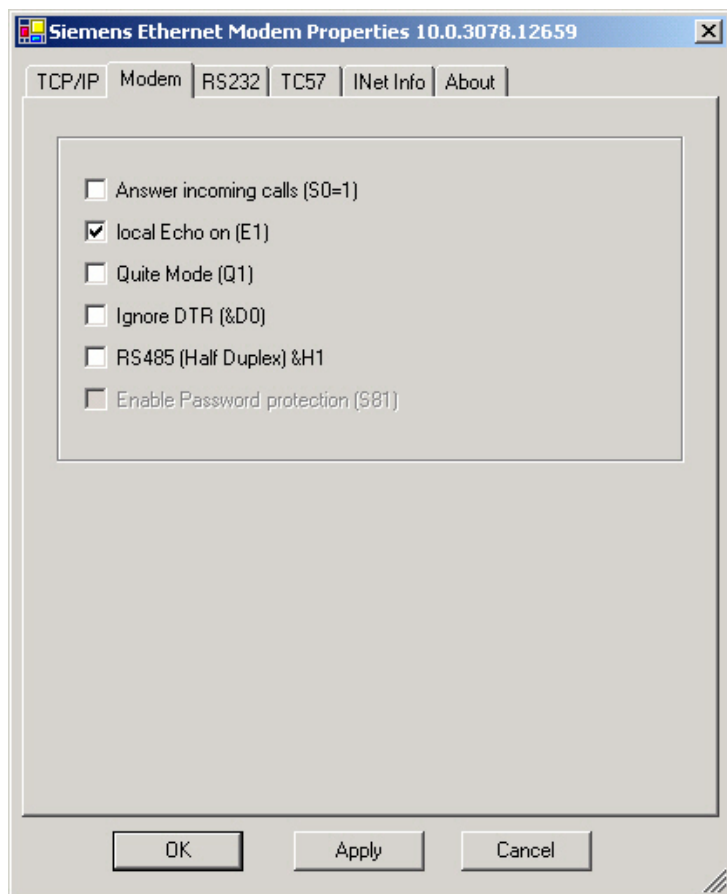 Siemens Ethernet Modem Properties 10.0.3078.12659
TCP/IP Modem RS232 TC57 INet Info About
Answer incoming calls (S0=1)
local Echo on (E1)
Quite Mode (Q1)
Ignore DTR (&D0)
RS485 (Half Duplex) &H1
Enable Password protection (S81)
OK Apply Cancel